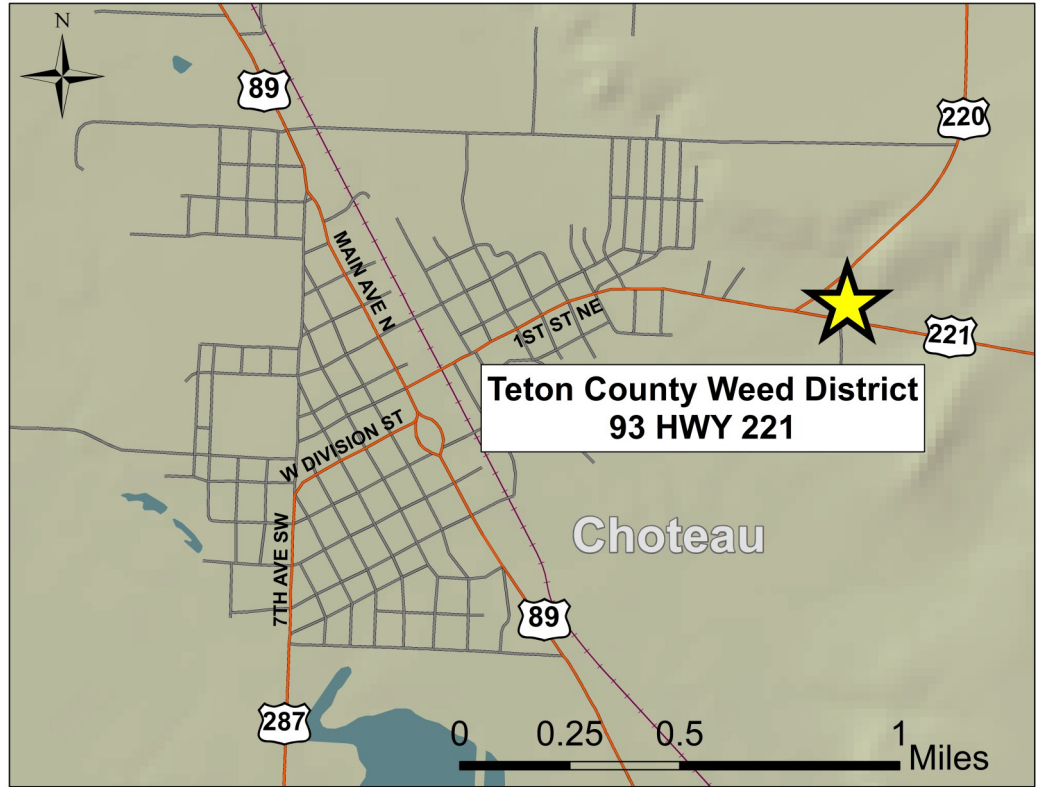 N
89
220
MAIN AVE N
1ST ST NE
221
Teton County Weed District
93 HWY 221
W DIVISION ST
7TH AVE SW
Choteau
89
287
0 0.25 0.5 1 Miles